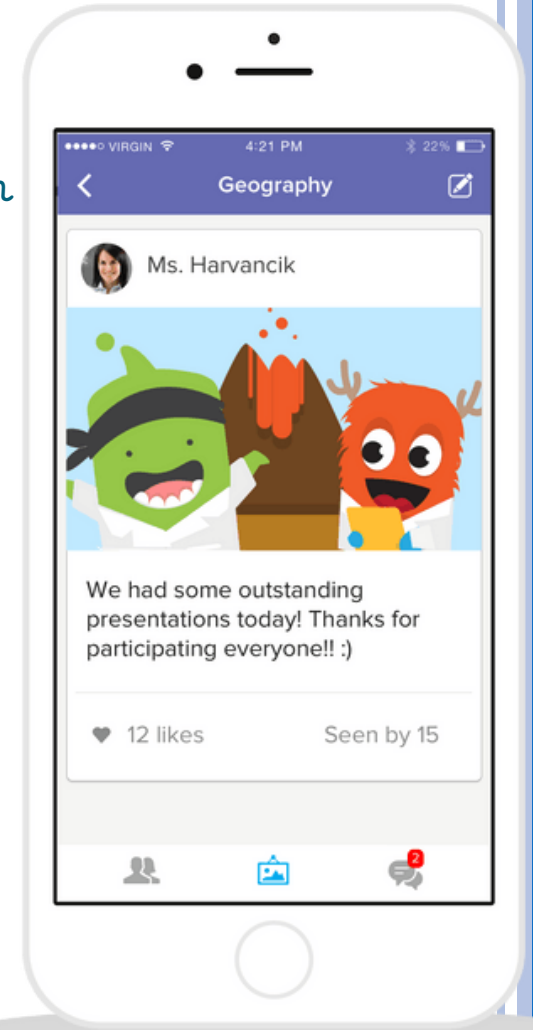 VIRGIN 4:21 PM 22%
Geography
Ms. Harvancik
We had some outstanding
presentations today! Thanks for
participating everyone!! :)
12 likes Seen by 15
2